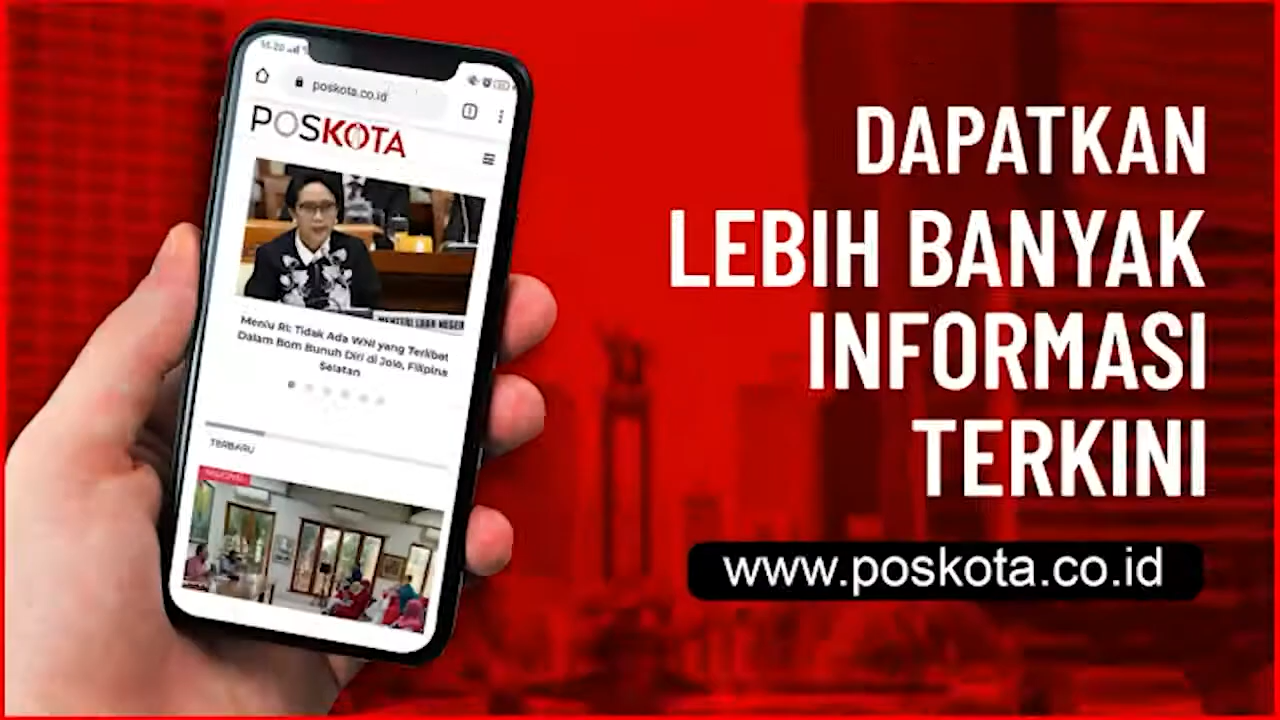 poskota.co.id
POSKOTA
Menlu RI: Tidak Ada WNI yang Terlibat
Dalam Bom Bunuh Diri di Jolo, Filipina
Selatan
TERBARU
DAPATKAN
LEBIH BANYAK
INFORMASI
TERKINI
www.poskota.co.id